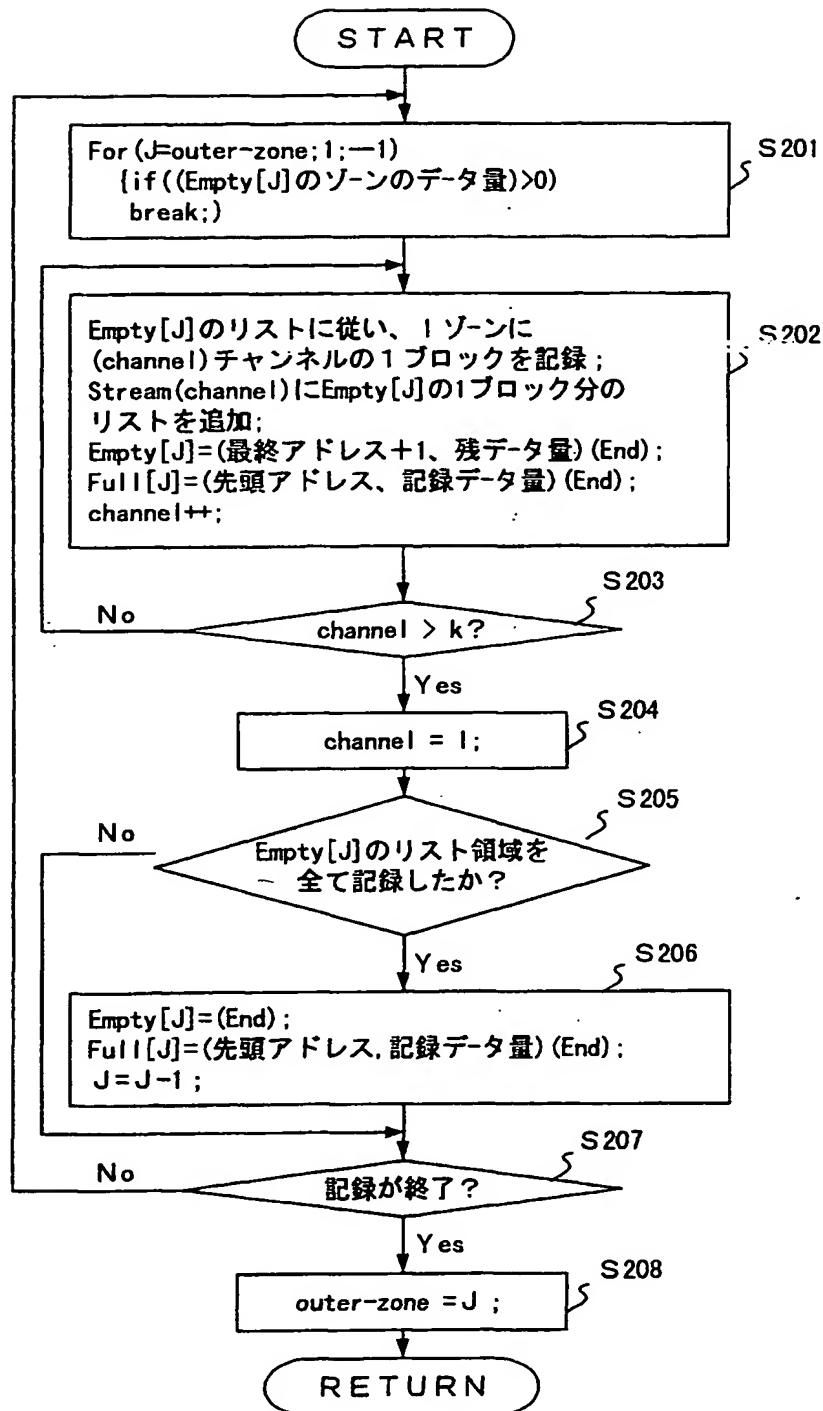 START
For(J=outer-zone;1;--1)
{if((Empty[J]のゾーンのデータ量)>0)
break;)
S201
Empty[J]のリストに従い、1ゾーンに
(channel)チャンネルの1ブロックを記録;
Stream(channel)にEmpty[J]の1ブロック分の
リストを追加;
Empty[J]=(最終アドレス+1、残データ量)(End);
Full[J]=(先頭アドレス、記録データ量)(End);
channel++;
S202
S203
No
channel > k?
Yes
S204
channel = 1;
S205
No
Empty[J]のリスト領域を
全て記録したか?
Yes
S206
Empty[J]=(End);
Full[J]=(先頭アドレス,記録データ量)(End);
J=J-1;
S207
No
記録が終了?
Yes
S208
outer-zone =J ;
RETURN